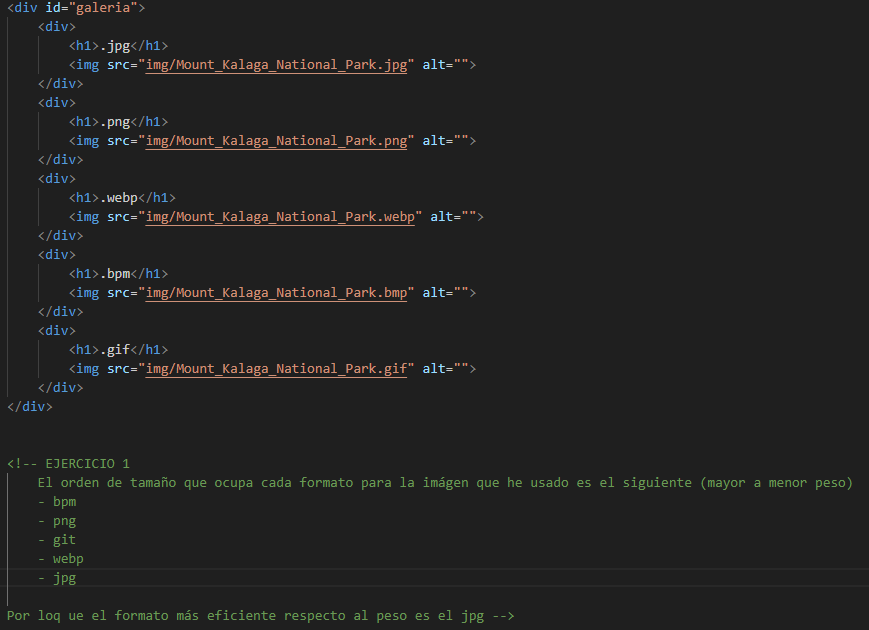 <div id="galeria">
    <div>
        <h1>.jpg</h1>
        <img src="img/Mount_Kalaga_National_Park.jpg" alt="">
    </div>
    <div>
        <h1>.png</h1>
        <img src="img/Mount_Kalaga_National_Park.png" alt="">
    </div>
    <div>
        <h1>.webp</h1>
        <img src="img/Mount_Kalaga_National_Park.webp" alt="">
    </div>
    <div>
        <h1>.bpm</h1>
        <img src="img/Mount_Kalaga_National_Park.bmp" alt="">
    </div>
    <div>
        <h1>.gif</h1>
        <img src="img/Mount_Kalaga_National_Park.gif" alt="">
    </div>
</div>
<!-- EJERCICIO 1
    El orden de tamaño que ocupa cada formato para la imágen que he usado es el siguiente (mayor a menor peso)
    - bpm
    - png
    - git
    - webp
    - jpg
Por loq ue el formato más eficiente respecto al peso es el jpg -->